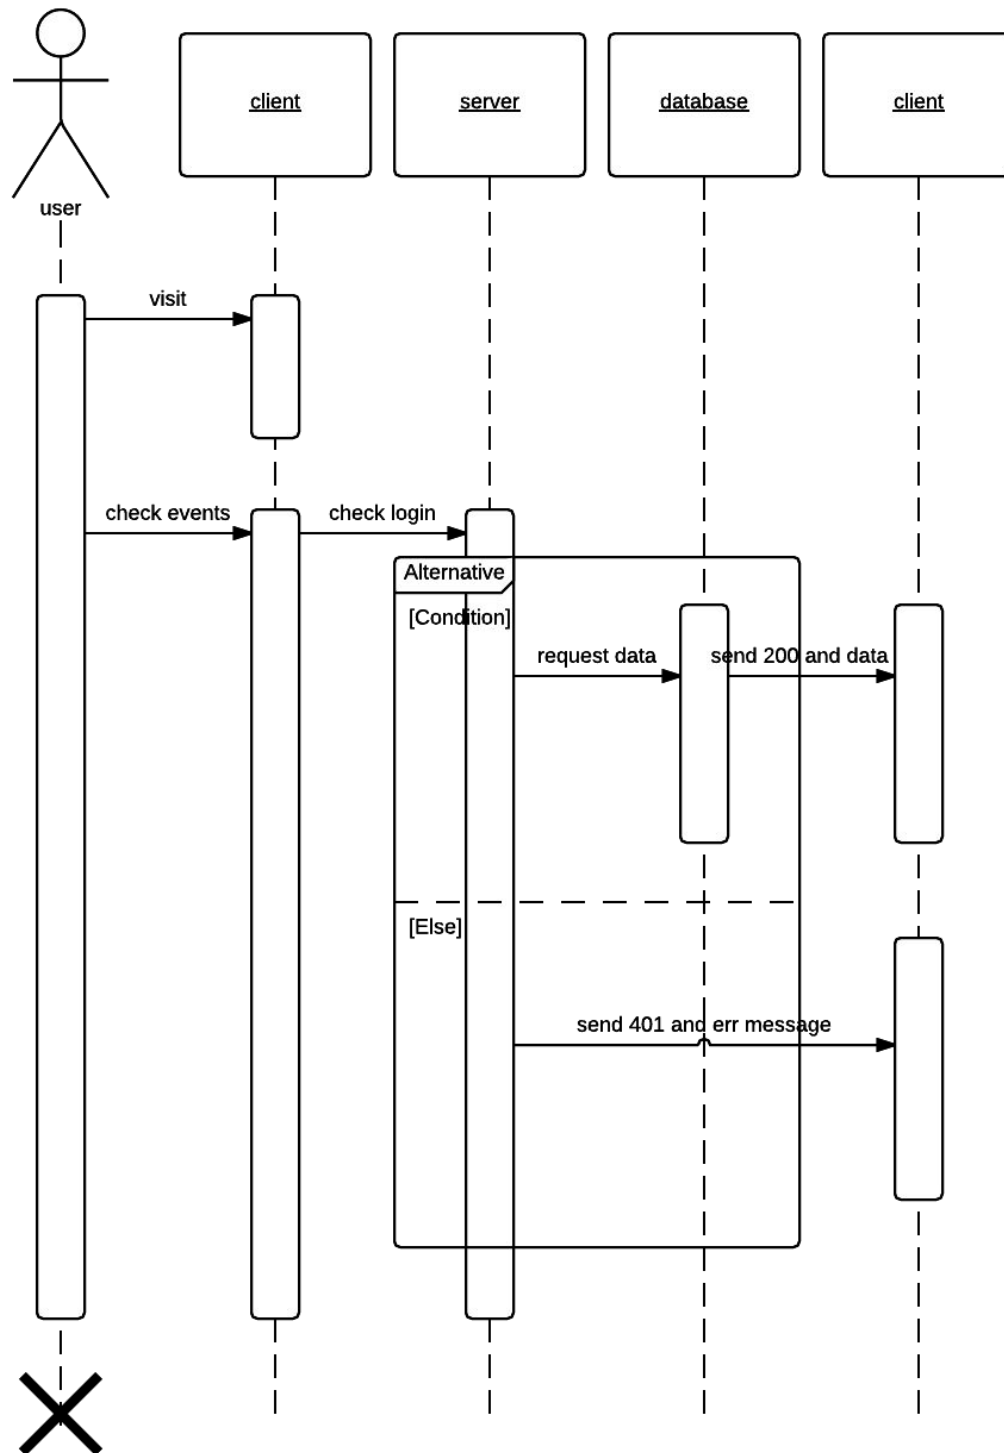 client
server
database
client
user
visit
check events
check login
Alternative
[Condition]
request data
send 200 and data
[Else]
send 401 and err message